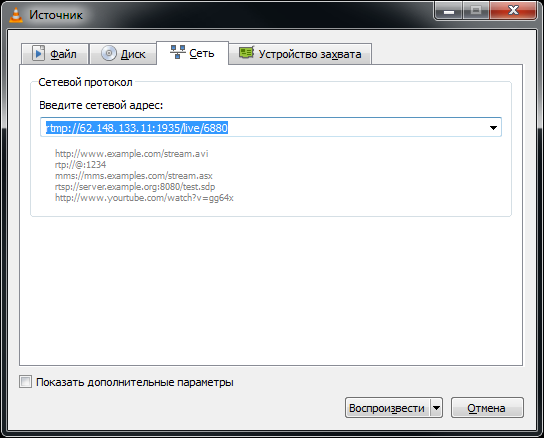 Источник
Файл
Диск
Сеть
Устройство захвата
Сетевой протокол
Введите сетевой адрес:
rtmp://62.148.133.11:1935/live/6880
http://www.example.com/stream.avi
rtp://@:1234
mms://mms.examples.com/stream.asx
rtsp://server.example.org:8080/test.sdp
http://www.yourtube.com/watch?v=gg64x
Показать дополнительные параметры
Воспроизвести
Отмена